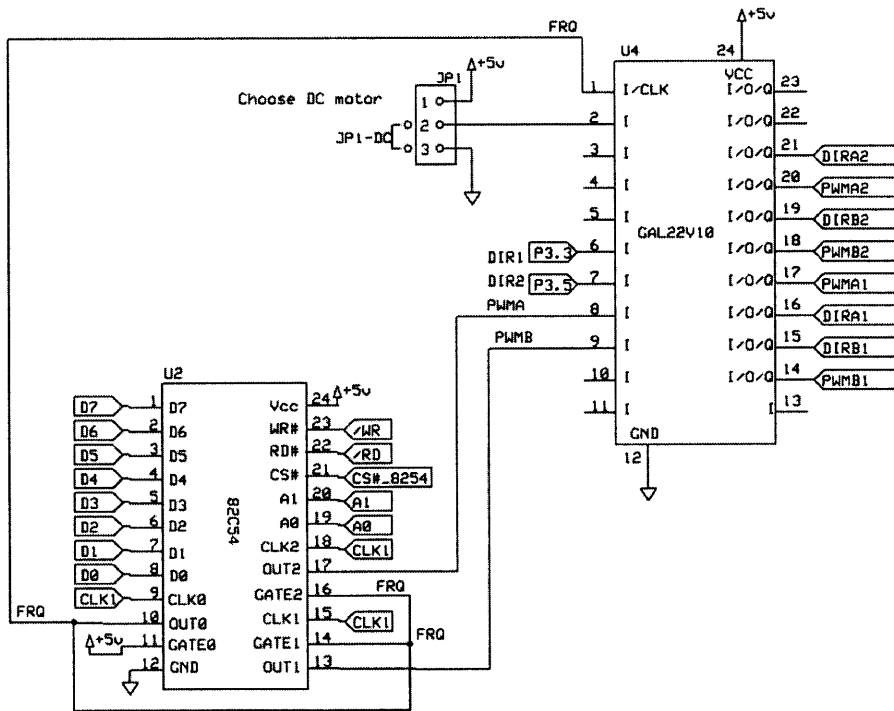 FRQ
+5v
U4
24
VCC
+5v
JP1
Choose DC motor
JP1-DC
1
2
3
1 I/CLK I/O/Q 23
2 I I/O/Q 22
3 I I/O/Q 21 DIRA2
4 I I/O/Q 20 PWMA2
5 I I/O/Q 19 DIRB2
GAL22V10
DIR1 P3.3 6 I I/O/Q 18 PWMB2
DIR2 P3.5 7 I I/O/Q 17 PWMA1
PWMA 8 I I/O/Q 16 DIRA1
PWMB 9 I I/O/Q 15 DIRB1
10 I I/O/Q 14 PWMB1
11 I I 13
GND
12
U2
+5v
D7 1 D7 Vcc 24
D6 2 D6 WR# 23 /WR
D5 3 D5 RD# 22 /RD
D4 4 D4 CS# 21 CS#_8254
D3 5 D3 A1 20 A1
D2 6 D2 A0 19 A0
82C54
D1 7 D1 CLK2 18 CLK1
D0 8 D0 OUT2 17
CLK1 9 CLK0 GATE2 16 FRQ
FRQ 10 OUT0 CLK1 15 CLK1
+5v 11 GATE0 GATE1 14 FRQ
12 GND OUT1 13